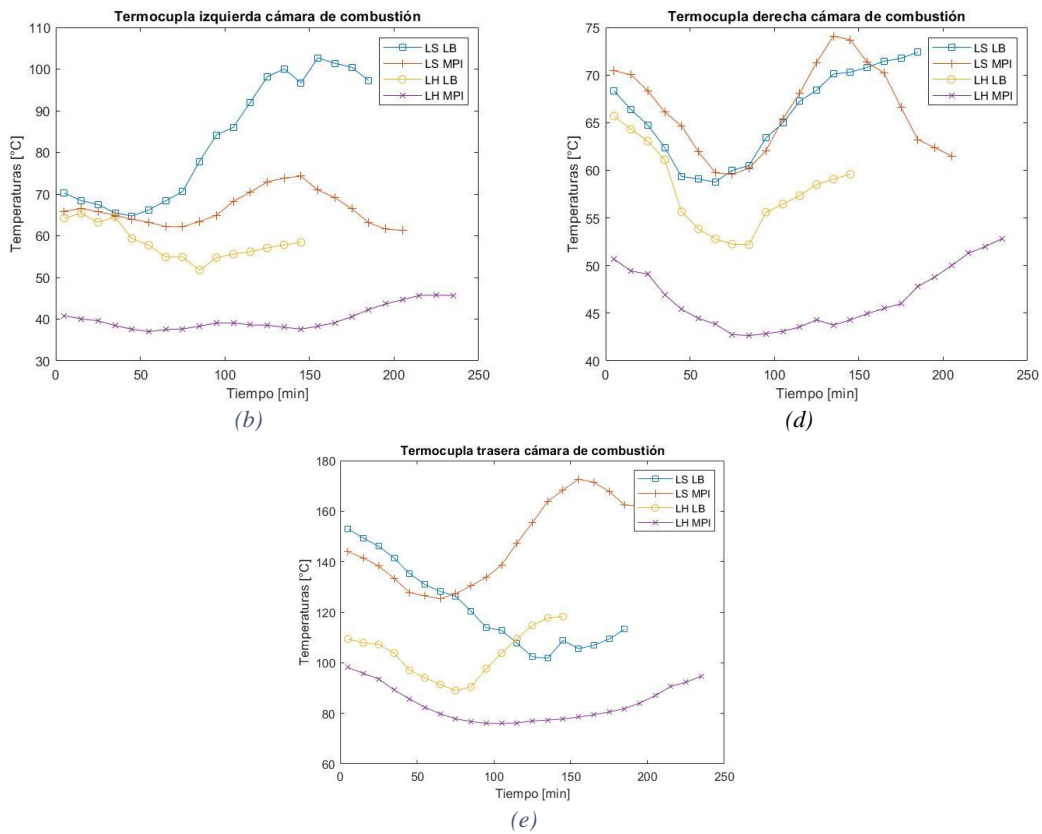 Termocupla izquierda cámara de combustión
110
100
90
80
70
60
50
40
30
Temperaturas [°C]
LS LB
LS MPI
LH LB
LH MPI
0 50 100 150 200 250
Tiempo [min]
(b)
Termocupla derecha cámara de combustión
75
70
65
60
55
50
45
40
Temperaturas [°C]
LS LB
LS MPI
LH LB
LH MPI
0 50 100 150 200 250
Tiempo [min]
(d)
Termocupla trasera cámara de combustión
180
160
140
120
100
80
60
Temperaturas [°C]
LS LB
LS MPI
LH LB
LH MPI
0 50 100 150 200 250
Tiempo [min]
(e)